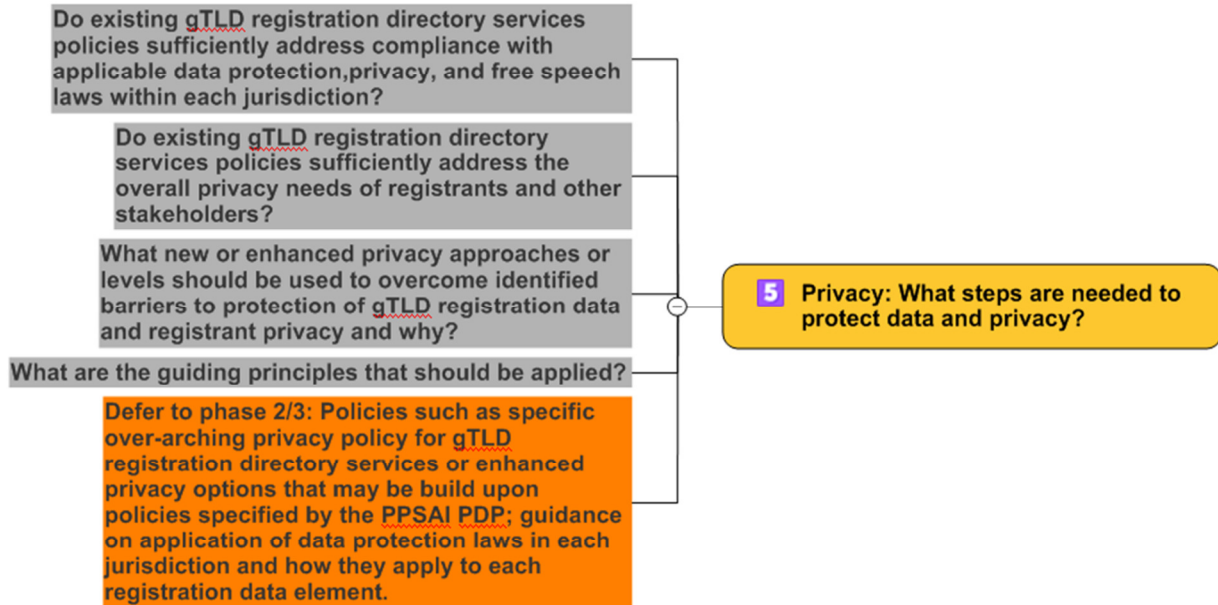 Do existing gTLD registration directory services
policies sufficiently address compliance with
applicable data protection,privacy, and free speech
laws within each jurisdiction?
Do existing gTLD registration directory
services policies sufficiently address the
overall privacy needs of registrants and other
stakeholders?
What new or enhanced privacy approaches or
levels should be used to overcome identified
barriers to protection of gTLD registration data
and registrant privacy and why?
What are the guiding principles that should be applied?
Defer to phase 2/3: Policies such as specific
over-arching privacy policy for gTLD
registration directory services or enhanced
privacy options that may be build upon
policies specified by the PPSAI PDP; guidance
on application of data protection laws in each
jurisdiction and how they apply to each
registration data element.
5 Privacy: What steps are needed to
protect data and privacy?